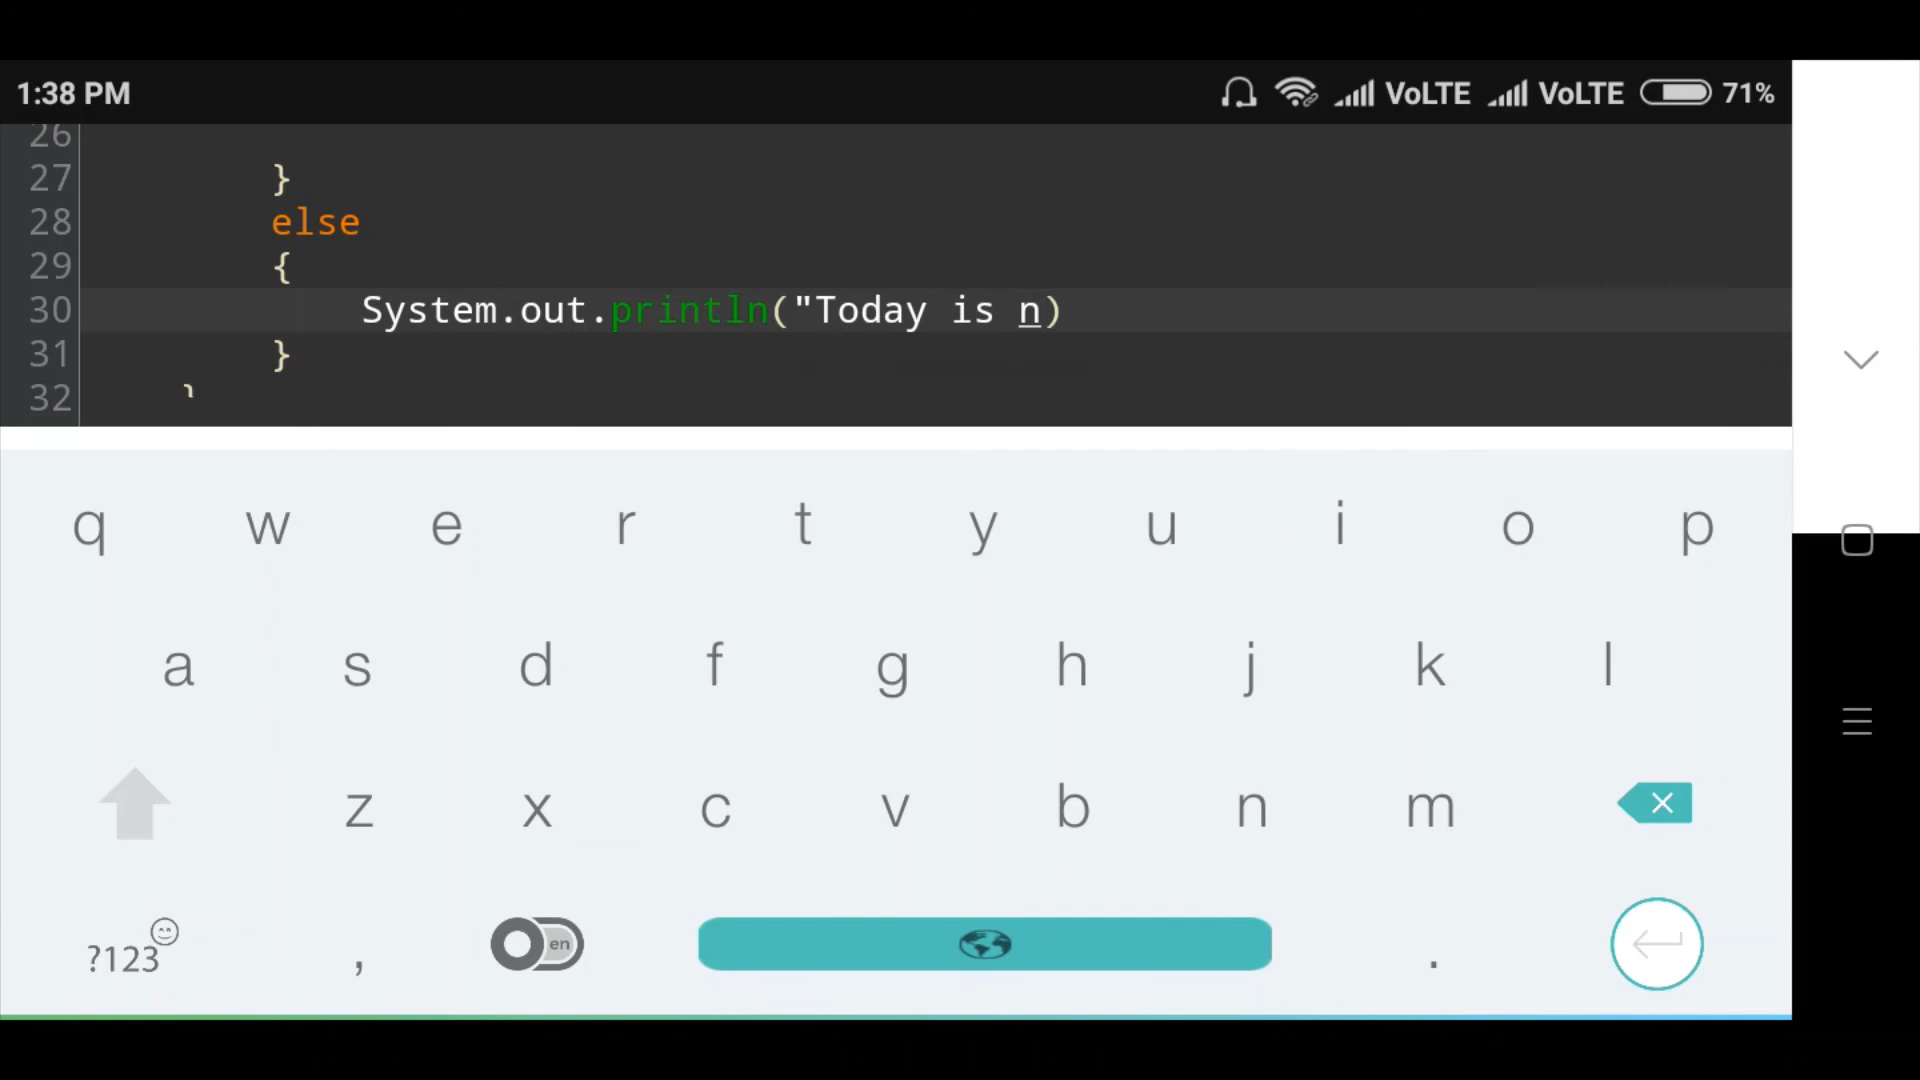 1:38 PM VoLTE VoLTE 71%
26
27 }
28 else
29 {
30 System.out.println("Today is n)
31 }
32 }
q w e r t y u i o p
a s d f g h j k l
z x c v b n m
?123 , en .